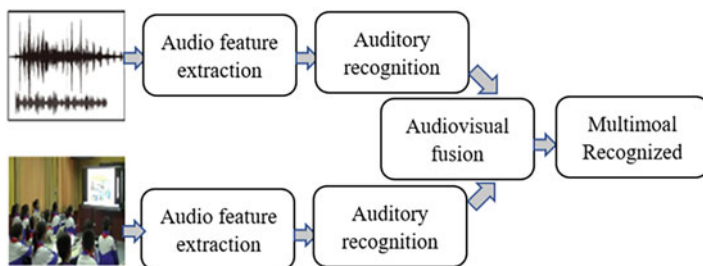 Audio feature
extraction
Auditory
recognition
Audiovisual
fusion
Multimoal
Recognized
Audio feature
extraction
Auditory
recognition